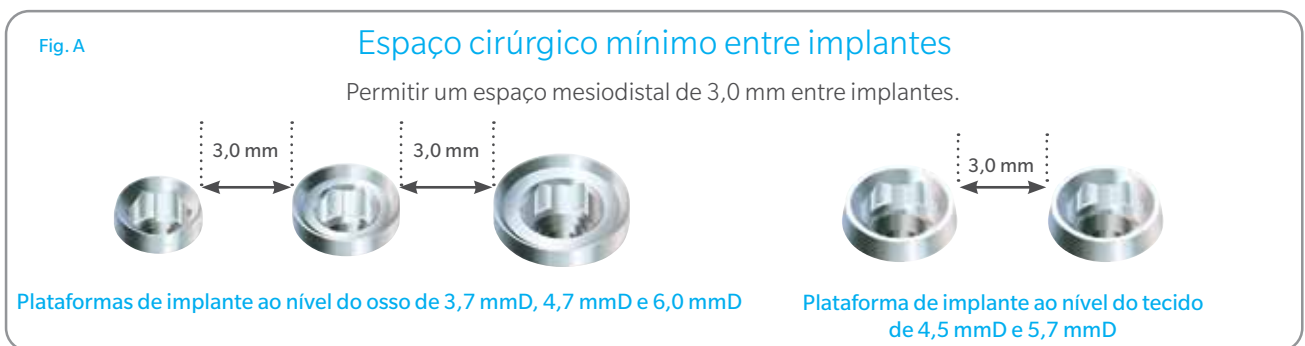 Fig. A
Espaço cirúrgico mínimo entre implantes
Permitir um espaço mesiodistal de 3,0 mm entre implantes.
3,0 mm
3,0 mm
3,0 mm
Plataformas de implante ao nível do osso de 3,7 mmD, 4,7 mmD e 6,0 mmD
Plataforma de implante ao nível do tecido
de 4,5 mmD e 5,7 mmD